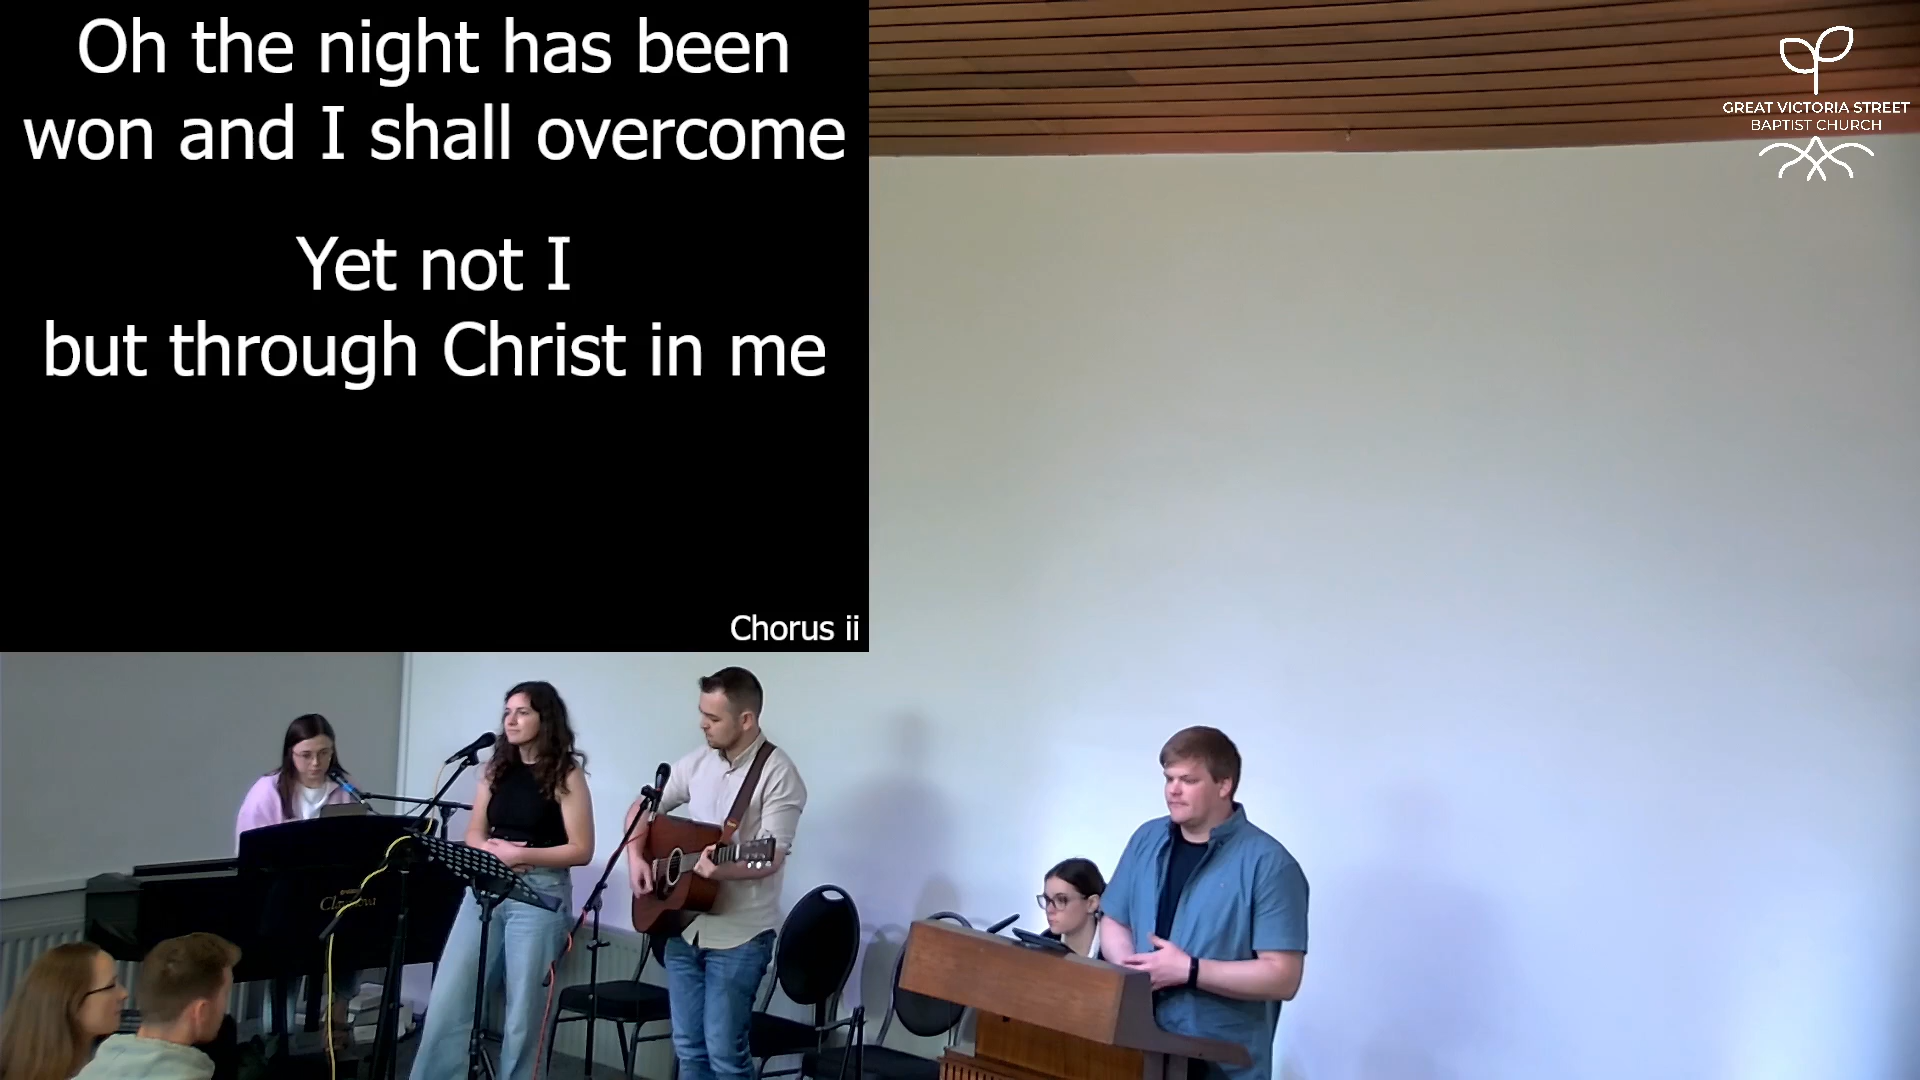 Oh the night has been
won and I shall overcome
Yet not I
but through Christ in me
Chorus ii
GREAT VICTORIA STREET
BAPTIST CHURCH